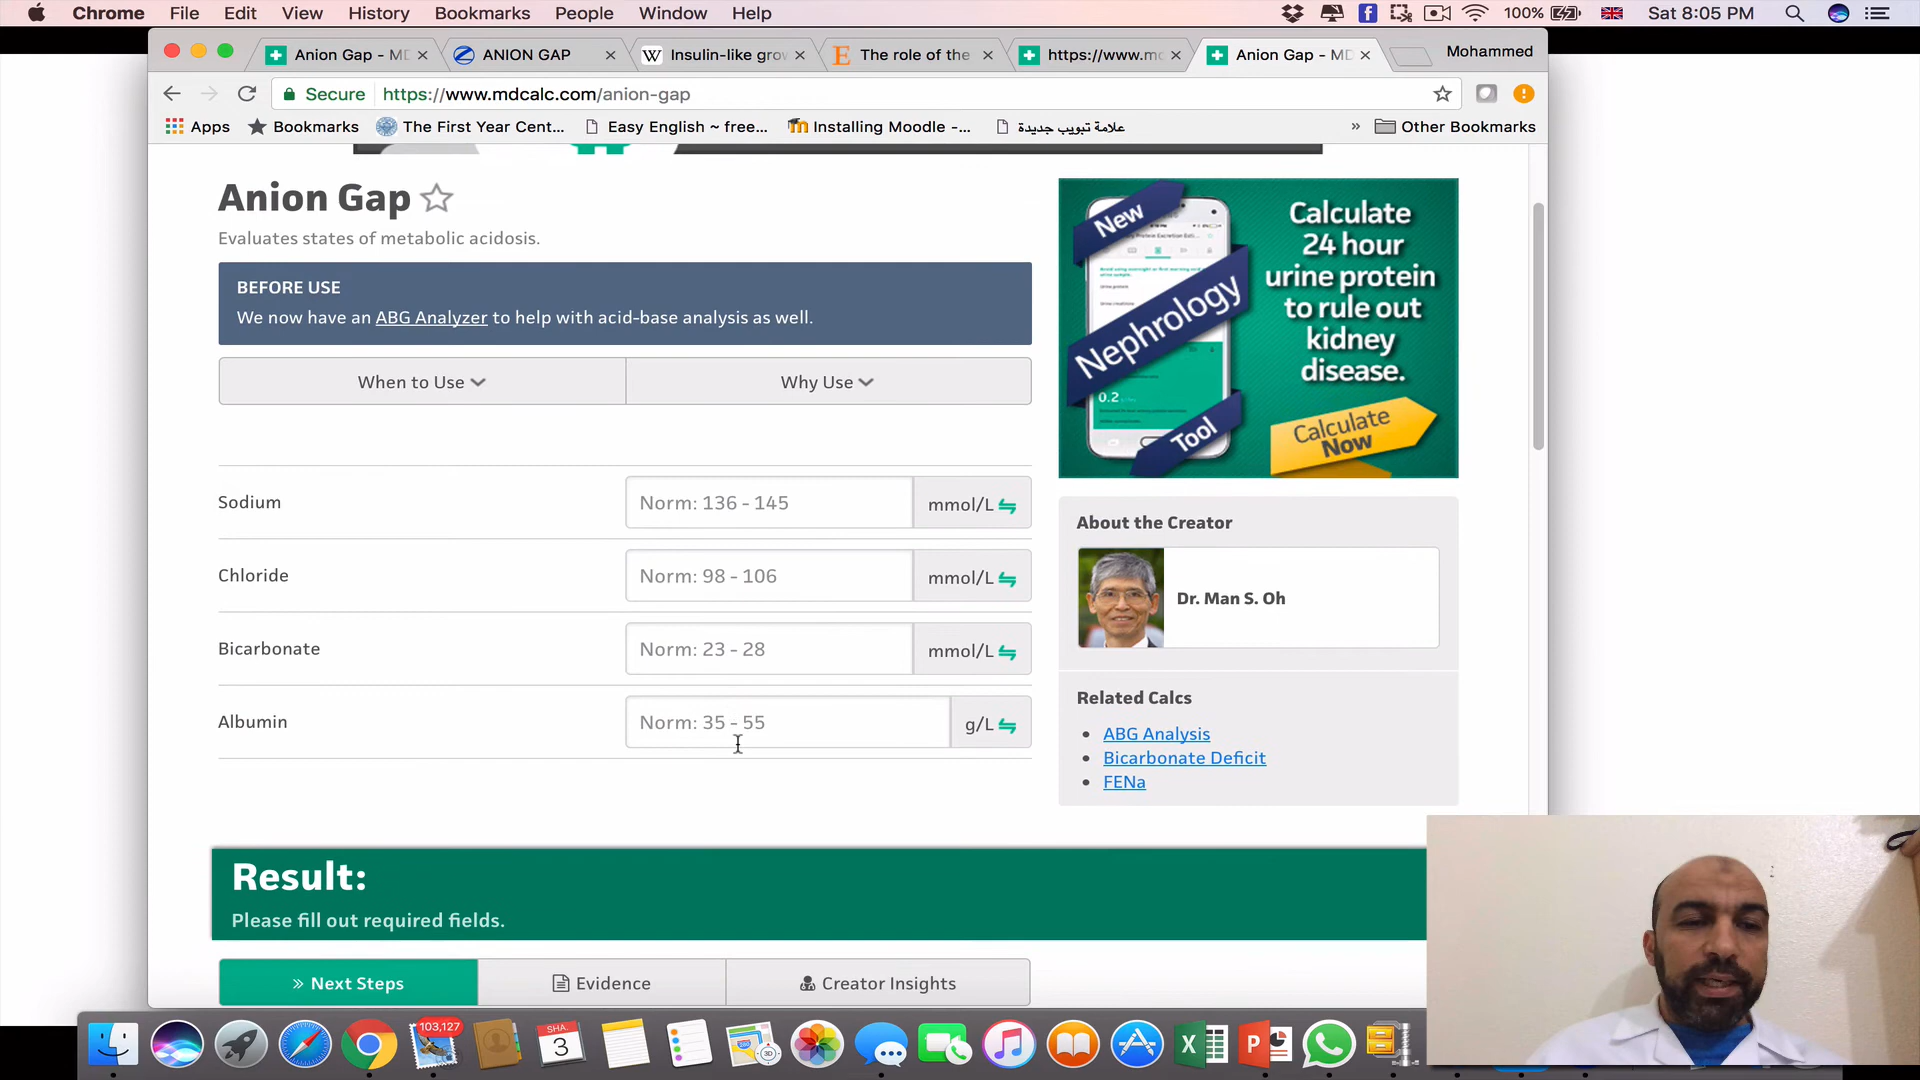 Chrome File Edit View History Bookmarks People Window Help 100% Sat 8:05 PM
Anion Gap - MD ANION GAP Insulin-like grow The role of the https://www.mc Anion Gap - MD Mohammed
Secure https://www.mdcalc.com/anion-gap
Apps Bookmarks The First Year Cent... Easy English ~ free... Installing Moodle -... علامة تبويب جديدة » Other Bookmarks
Anion Gap
Evaluates states of metabolic acidosis.
BEFORE USE
We now have an ABG Analyzer to help with acid-base analysis as well.
When to Use Why Use
Sodium Norm: 136 - 145 mmol/L
Chloride Norm: 98 - 106 mmol/L
Bicarbonate Norm: 23 - 28 mmol/L
Albumin Norm: 35 - 55 g/L
New
Nephrology
Tool
0.2
Calculate
24 hour
urine protein
to rule out
kidney
disease.
Calculate
Now
About the Creator
Dr. Man S. Oh
Related Calcs
ABG Analysis
Bicarbonate Deficit
FENa
Result:
Please fill out required fields.
» Next Steps Evidence Creator Insights
103,127
SHA.
3